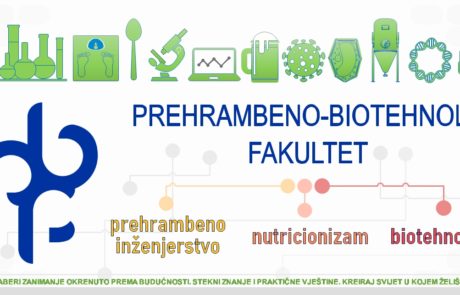 PREHRAMBENO-BIOTEHNOL
FAKULTET
prehrambeno
inženjerstvo
nutricionizam
biotehno
ABERI ZANIMANJE OKRENUTO PREMA BUDUĆNOSTI. STEKNI ZNANJE I PRAKTIČNE VJEŠTINE. KREIRAJ SVIJET U KOJEM ŽELIŠ